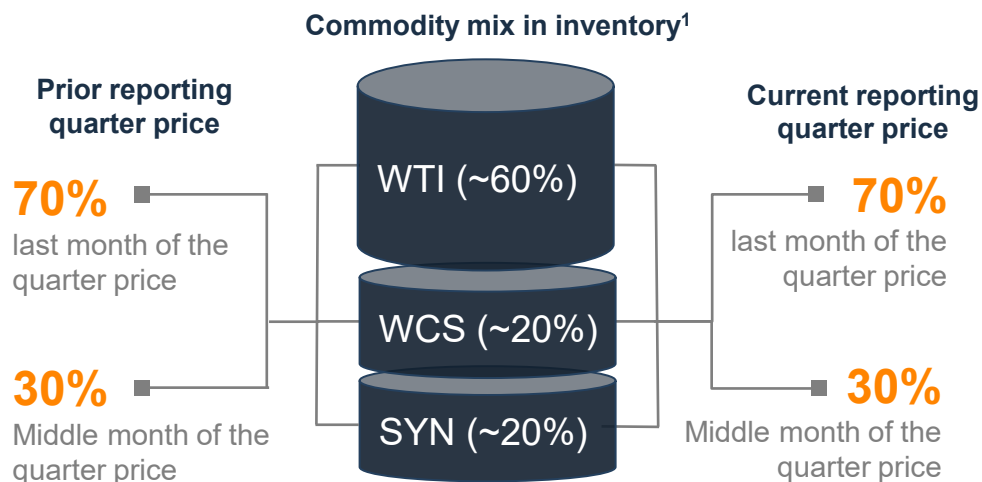 Commodity mix in inventory¹
Prior reporting
quarter price
70%
last month of the
quarter price
30%
Middle month of the
quarter price
WTI (~60%)
WCS (~20%)
SYN (~20%)
Current reporting
quarter price
70%
last month of the
quarter price
30%
Middle month of the
quarter price